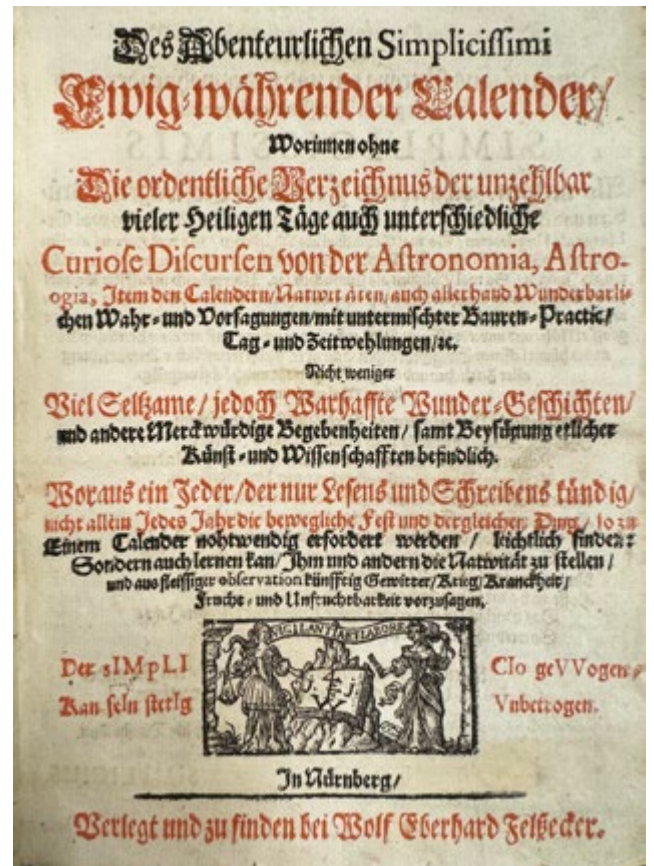 Des Abenteurlichen Simplicissimi
Ewig-währender Calender/
Worinnen ohne
Die ordentliche Verzeichnus der unzehlbar
vieler Heiligen Täge auch unterschiedliche
Curiose Discursen von der Astronomia, Astro-
ogia, Item den Calendern/Nativitäten/auch allerhand Wunderbarli-
chen Wahr- und Vorsagungen/mit untermischter Bauren-Practic/
Tag- und Zeitwehlungen/ꝛc.
Nicht weniger
Viel Seltzame/ jedoch Warhaffte Wunder-Geschichten/
und andere Merckwürdige Begebenheiten/ samt Beyfügung etlicher
Künst- und Wissenschafften befindlich.
Woraus ein Jeder/der nur Lesens und Schreibens kündig/
nicht allein Jedes Jahr die bewegliche Fest und dergleichen Ding/ so zu
Einem Calender nohtwendig erfordert werden/ leichtlich finden:
Sondern auch lernen kan/Ihm und andern die Nativität zu stellen/
und aus fleissiger observation künfftig Gewitter/Krieg/Kranckheit/
Frucht- und Unfruchtbarkeit vorzusagen.
VIGILANT
Der sIMpLI CIo geVVogen,
Kan seIn sterIg Vnbetrogen.
In Nürnberg/
Verlegt und zu finden bei Wolf Eberhard Felßecker.